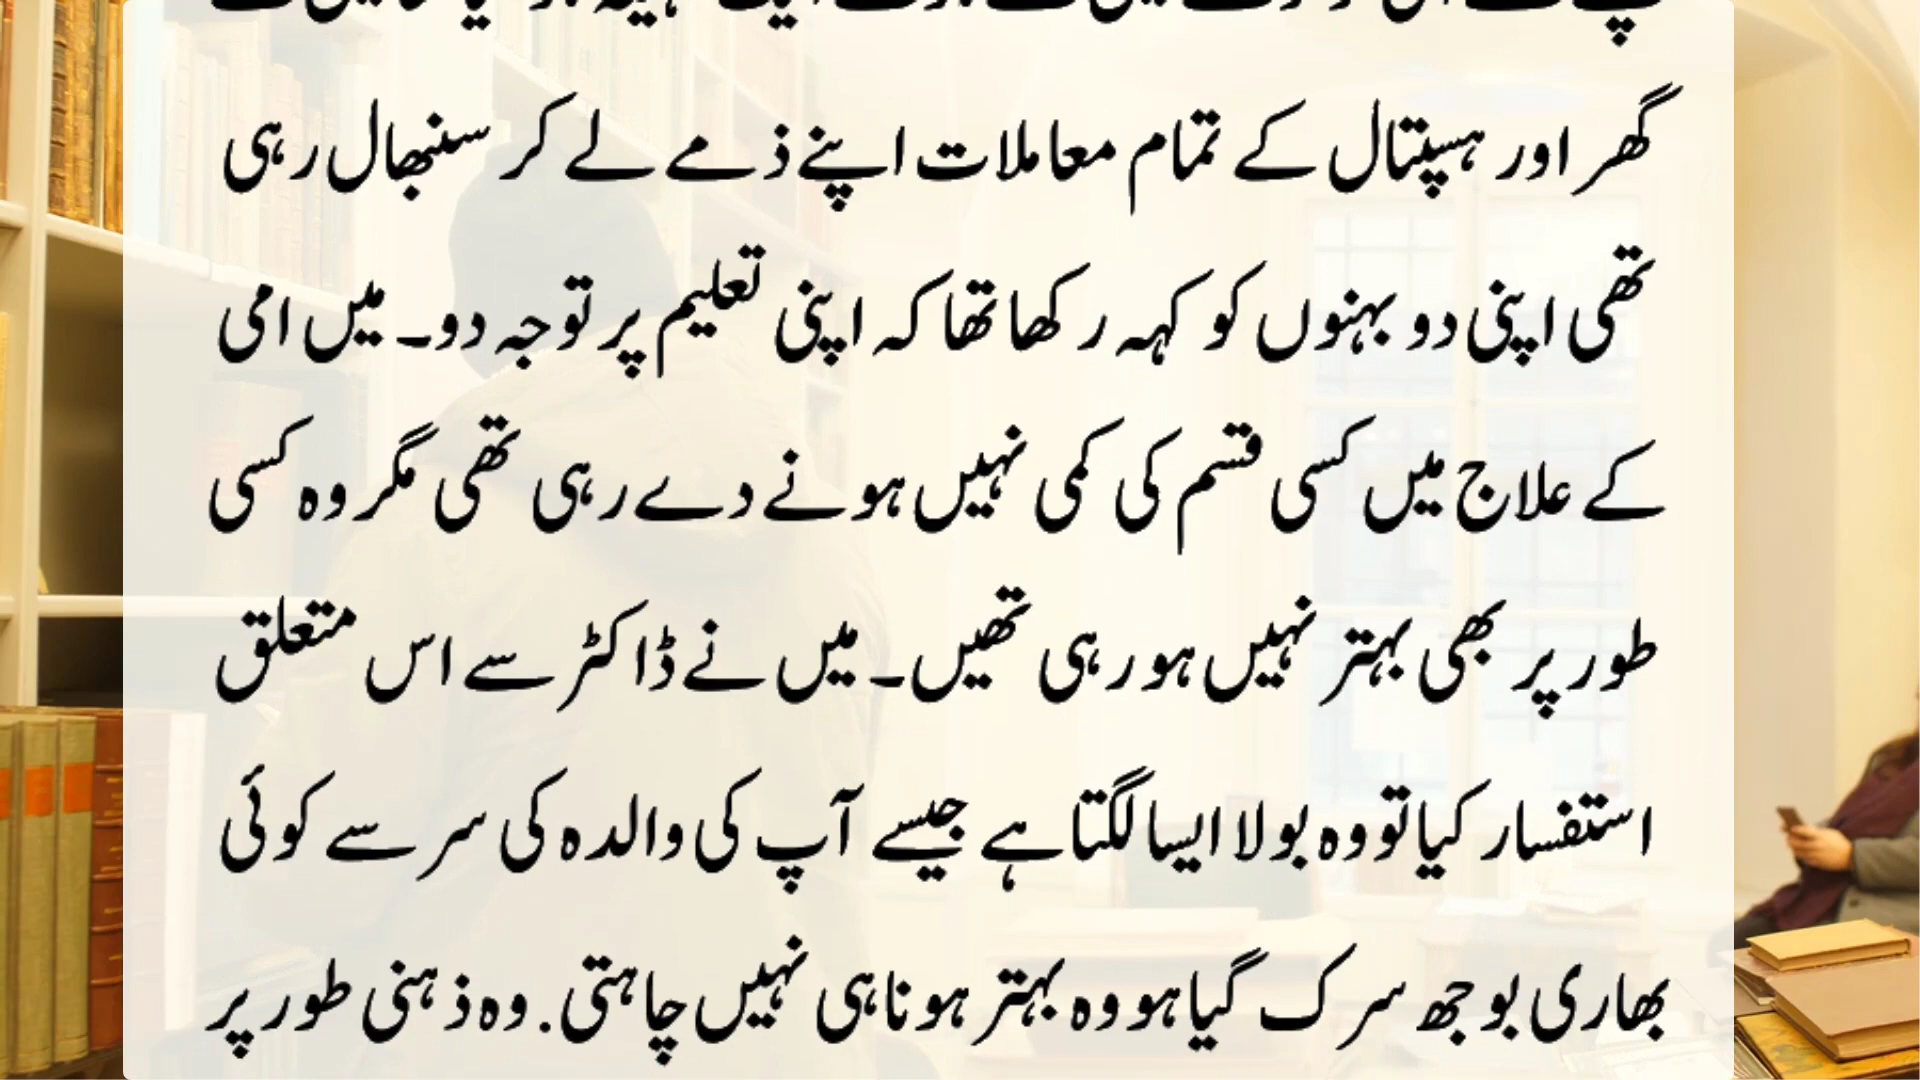 گھر اور ہسپتال کے تمام معاملات اپنے ذمے لے کر سنبھال رہی
تھی اپنی دو بہنوں کو کہہ رکھا تھا کہ اپنی تعلیم پر توجہ دو۔ میں امی
کے علاج میں کسی قسم کی کمی نہیں ہونے دے رہی تھی مگر وہ کسی
طور پر بھی بہتر نہیں ہو رہی تھیں۔ میں نے ڈاکٹر سے اس متعلق
استفسار کیا تو وہ بولا ایسا لگتا ہے جیسے آپ کی والدہ کی سر سے کوئی
بھاری بوجھ سرک گیا ہو وہ بہتر ہونا ہی نہیں چاہتی. وہ ذہنی طور پر